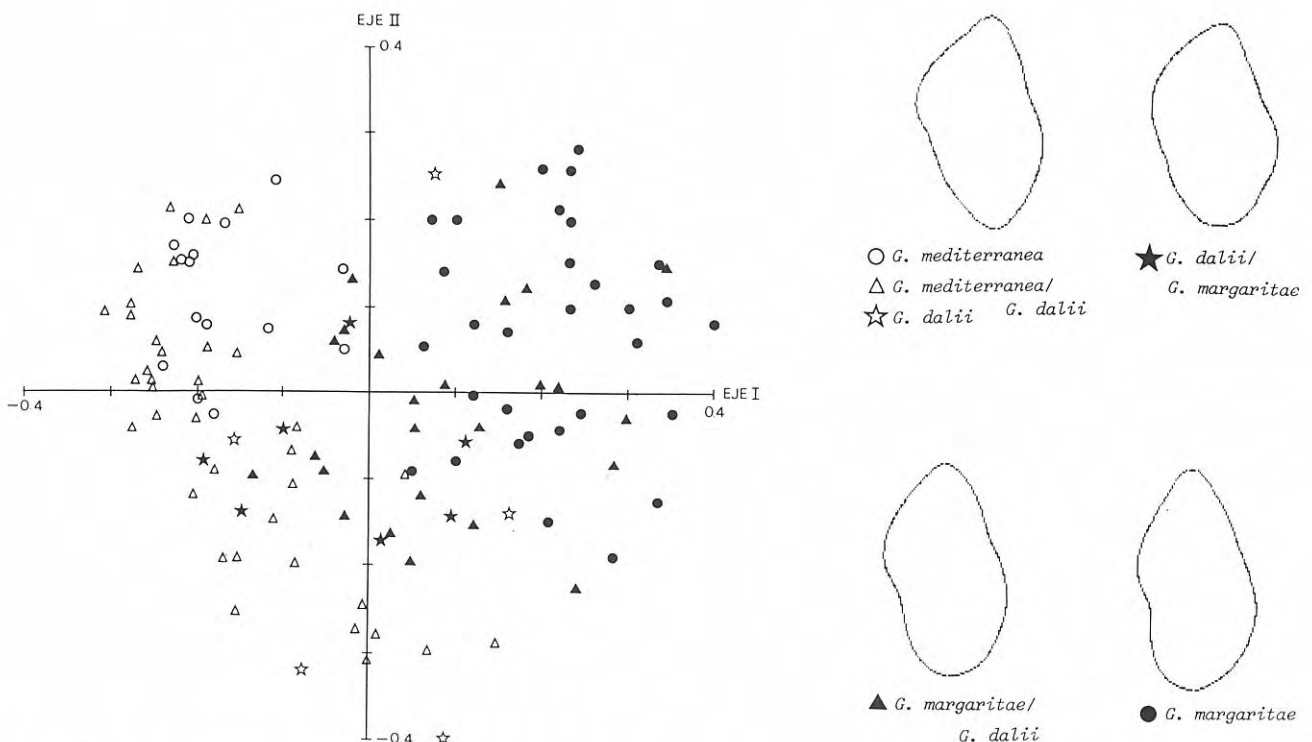 EJE II
0.4
-0.4
EJE I
0.4
-0.4
G. mediterranea
G. mediterranea/
G. dalii
G. dalii
G. dalii/
G. margaritae
G. margaritae/
G. dalii
G. margaritae